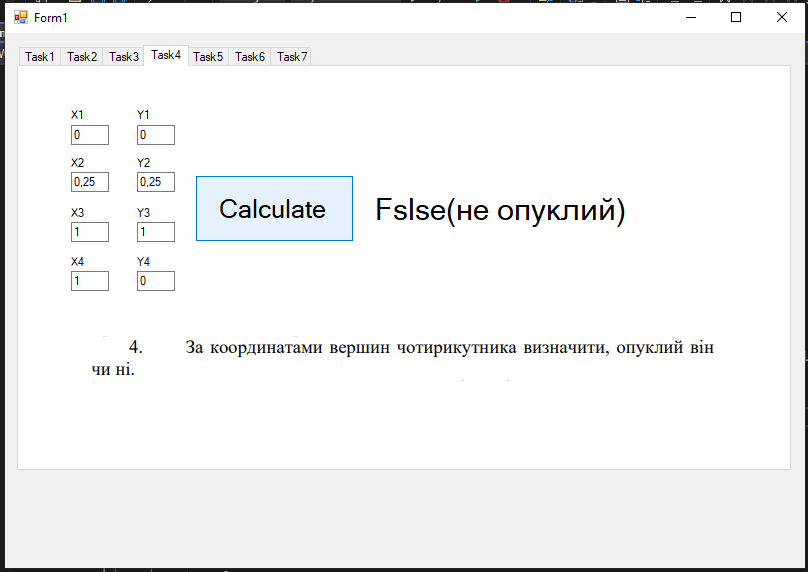 Form1
Task1 Task2 Task3 Task4 Task5 Task6 Task7
X1 Y1
0 0
X2 Y2
0,25 0,25
Calculate Fslse(не опуклий)
X3 Y3
1 1
X4 Y4
1 0
4. За координатами вершин чотирикутника визначити, опуклий він
чи ні.